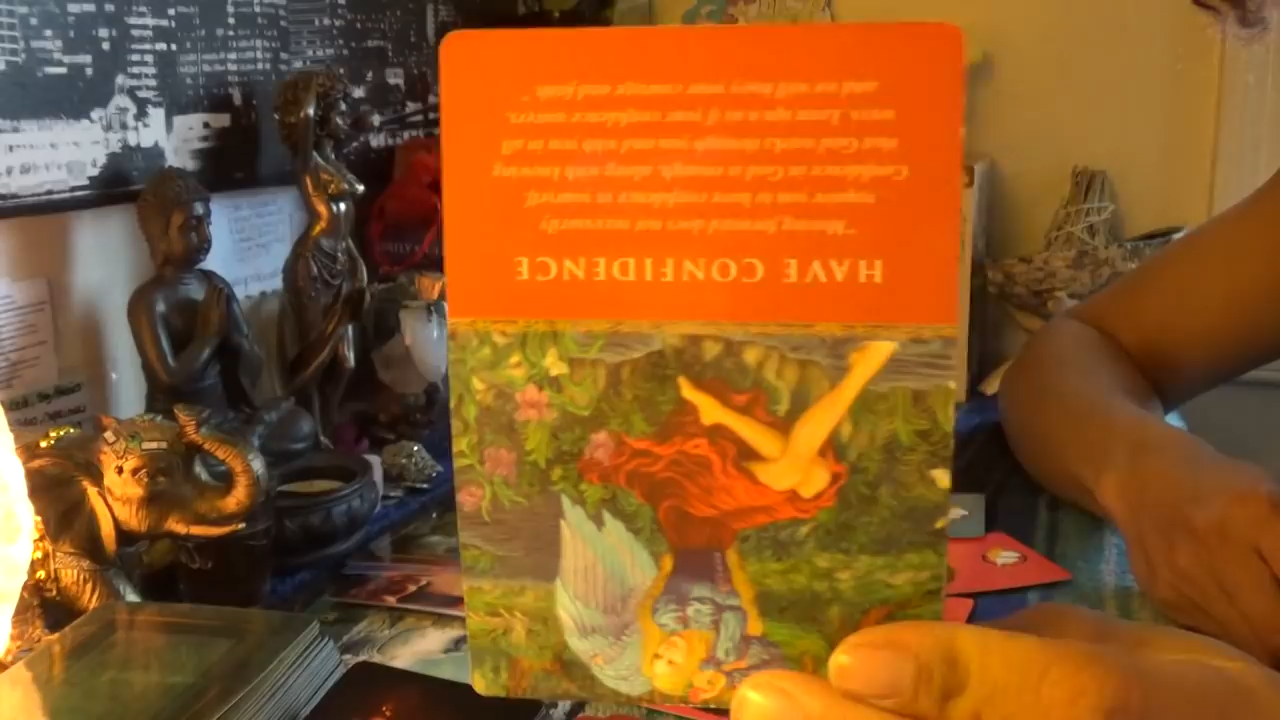 HAVE CONFIDENCE
"Moving forward does not necessarily
require you to have confidence in yourself.
Confidence in God is enough, along with knowing
that God works through you and with you in all
ways. Lean upon us if your confidence wavers,
and we will buoy your courage and faith."